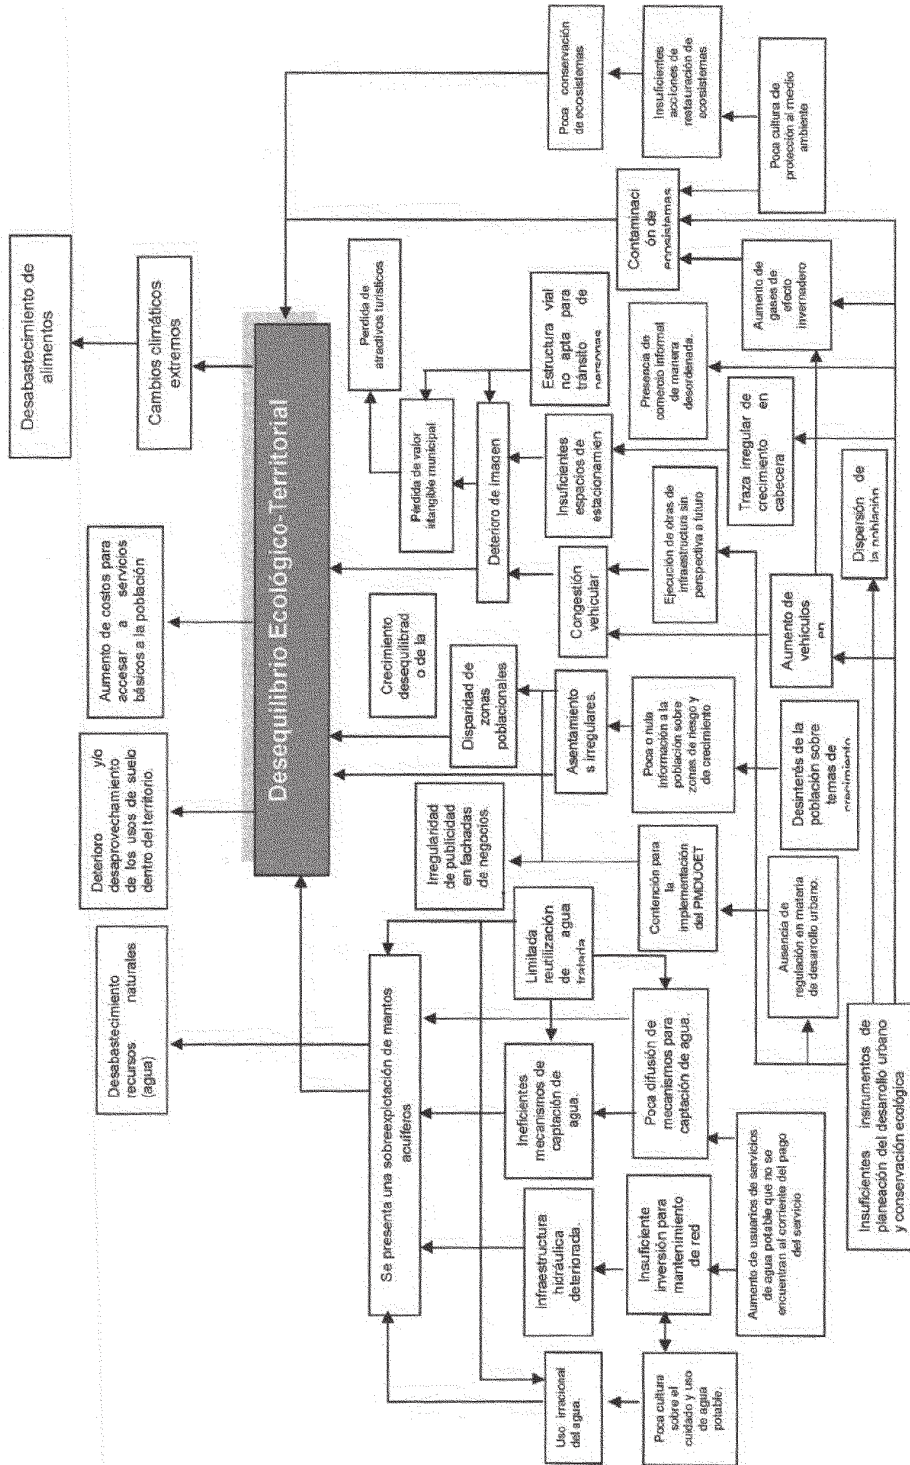 Desabastecimiento de
alimentos
Cambios climáticos
extremos
Aumento de costos para
accesar a servicios
básicos a la población
Deterioro y/o
desaprovechamiento
de los usos de suelo
dentro del territorio.
Desabastecimiento
recursos naturales
(agua)
Desequilibrio Ecológico-Territorial
Se presenta una sobreexplotación de mantos
acuíferos
Uso irracional
del agua.
Poca cultura
sobre el
cuidado y uso
de agua
potable.
Infraestructura
hidráulica
deteriorada.
Insuficiente
inversión para
mantenimiento
de red
Aumento de usuarios de servicios
de agua potable que no se
encuentran al corriente del pago
del servicio
Ineficientes
mecanismos de
captación de
agua.
Poca difusión de
mecanismos para
captación de agua.
Limitada
reutilización
de agua
tratada
Irregularidad
de publicidad
en fachadas
de negocios.
Contención para
la
implementación
del PMDUOET
Ausencia de
regulación en materia
de desarrollo urbano.
Insuficientes instrumentos de
planeación del desarrollo urbano
y conservación ecológica
Crecimiento
desequilibrad
o de la
Disparidad de
zonas
poblacionales
Asentamiento
s irregulares.
Poca o nula
información a la
población sobre
zonas de riesgo y
de crecimiento
Desinterés de la
población sobre
temas de
crecimiento
Perdida de
atractivos turísticos
Pérdida de valor
intangible municipal
Deterioro de imagen
Congestión
vehicular
Ejecución de obras de
infraestructura sin
perspectiva a futuro
Aumento de
vehículos
en
Insuficientes
espacios de
estacionamien
Traza irregular de
crecimiento en
cabecera
Dispersión de
la población
Estructura vial
no apta para
tránsito de
personas
Presencia de
comercio informal
de manera
desordenada.
Contaminaci
ón de
ecosistemas
Aumento de
gases de
efecto
invernadero
Poca conservación
de ecosistemas
Insuficientes
acciones de
restauración de
ecosistemas
Poca cultura de
protección al medio
ambiente